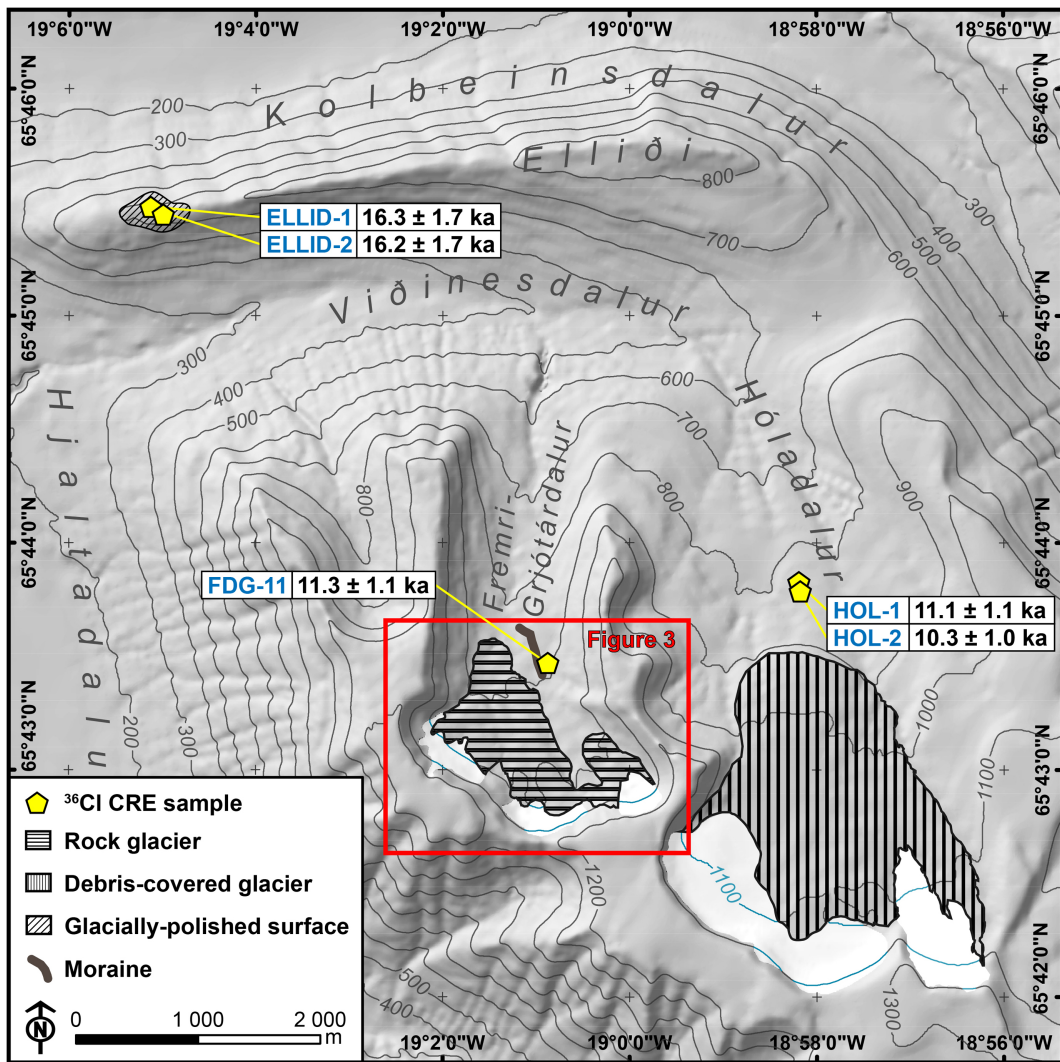 19°6'0"W 19°4'0"W 19°2'0"W 19°0'0"W 18°58'0"W 18°56'0"W
65°46'0"N
65°46'0"N
Kolbeinsdalur
200
300
Elliði
800
300
400
500
600
700
ELLID-1 16.3 ± 1.7 ka
ELLID-2 16.2 ± 1.7 ka
65°45'0"N
65°45'0"N
Viðinesdalur
300
400
500
600
700
800
800
900
Hjaltadalur
Hóladalur
Fremri-
Grjótárdalur
65°44'0"N
65°44'0"N
FDG-11 11.3 ± 1.1 ka
HOL-1 11.1 ± 1.1 ka
HOL-2 10.3 ± 1.0 ka
Figure 3
200
300
1000
1100
65°43'0"N
65°43'0"N
1100
1200
1300
500
400
65°42'0"N
65°42'0"N
³⁶Cl CRE sample
Rock glacier
Debris-covered glacier
Glacially-polished surface
Moraine
N
0 1 000 2 000
m
19°2'0"W 19°0'0"W 18°58'0"W 18°56'0"W